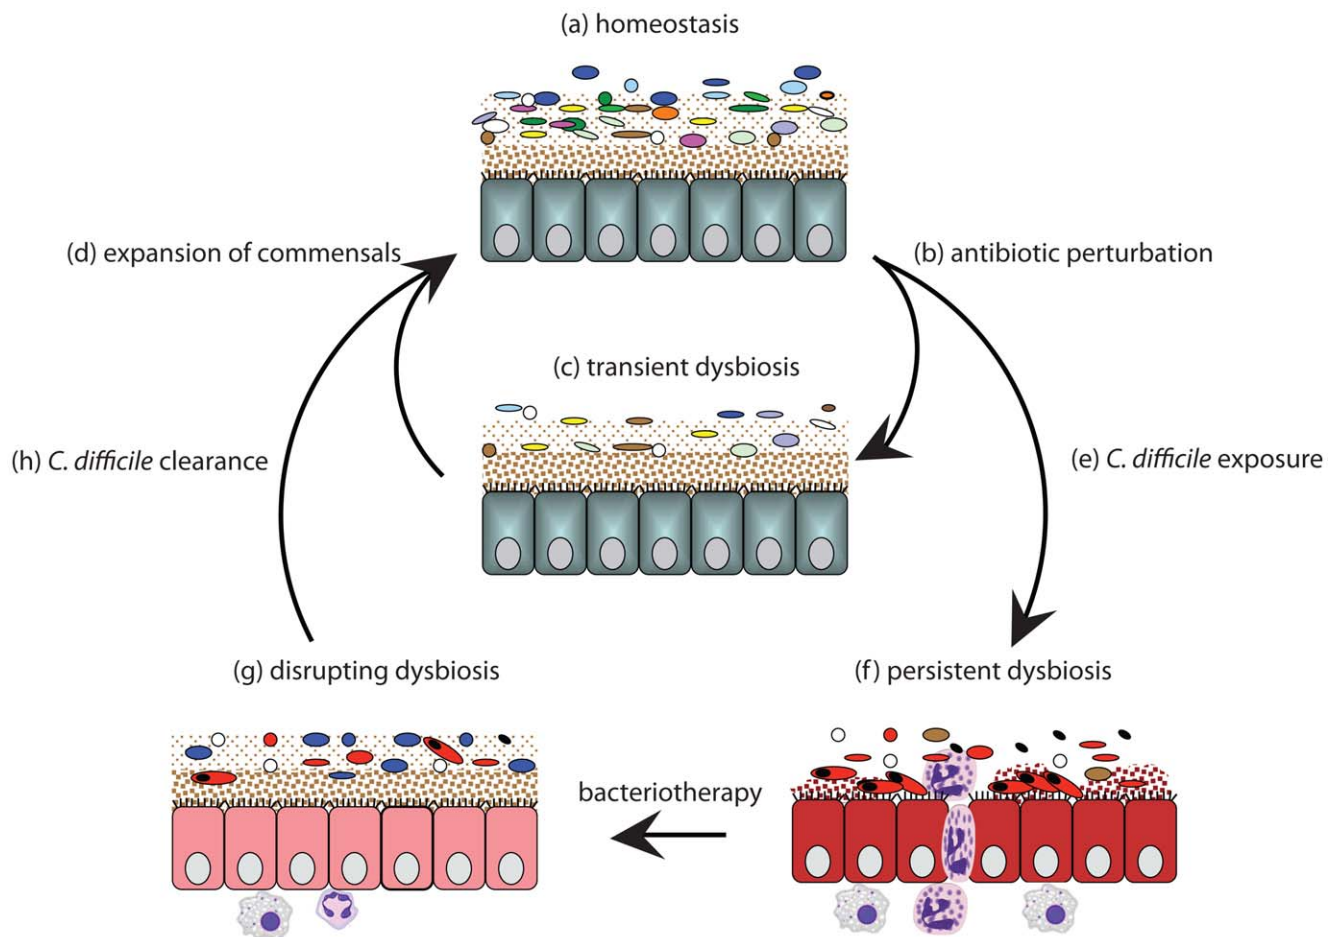 (a) homeostasis
(d) expansion of commensals
(b) antibiotic perturbation
(c) transient dysbiosis
(h) C. difficile clearance
(e) C. difficile exposure
(g) disrupting dysbiosis
(f) persistent dysbiosis
bacteriotherapy